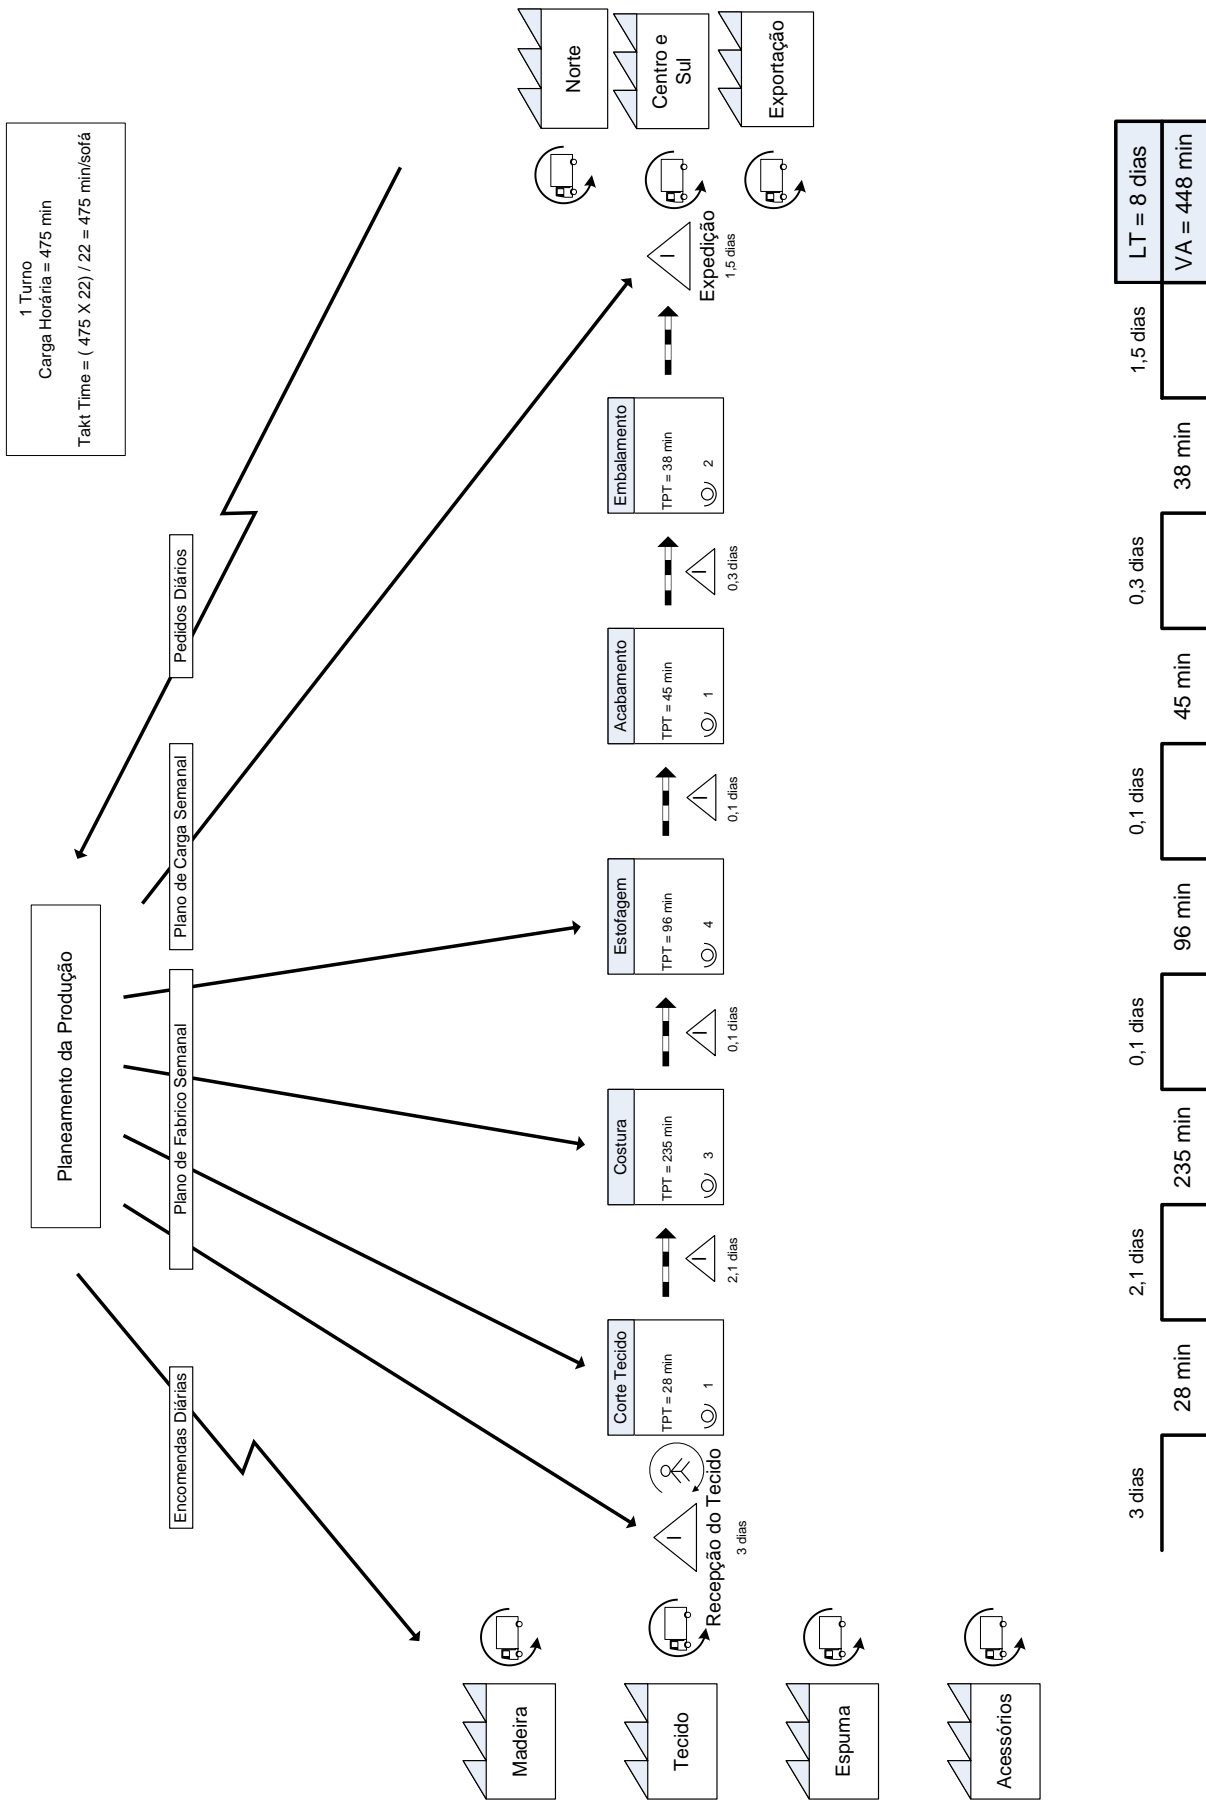 1 Turno
Carga Horária = 475 min
Takt Time = ( 475 X 22) / 22 = 475 min/sofá
Planeamento da Produção
Encomendas Diárias
Plano de Fabrico Semanal
Plano de Carga Semanal
Pedidos Diários
Madeira
Tecido
Espuma
Acessórios
I
Recepção do Tecido
3 dias
Corte Tecido
TPT = 28 min
1
I
2,1 dias
Costura
TPT = 235 min
3
I
0,1 dias
Estofagem
TPT = 96 min
4
I
0,1 dias
Acabamento
TPT = 45 min
1
I
0,3 dias
Embalamento
TPT = 38 min
2
I
Expedição
1,5 dias
Norte
Centro e
Sul
Exportação
3 dias
28 min
2,1 dias
235 min
0,1 dias
96 min
0,1 dias
45 min
0,3 dias
38 min
1,5 dias
LT = 8 dias
VA = 448 min